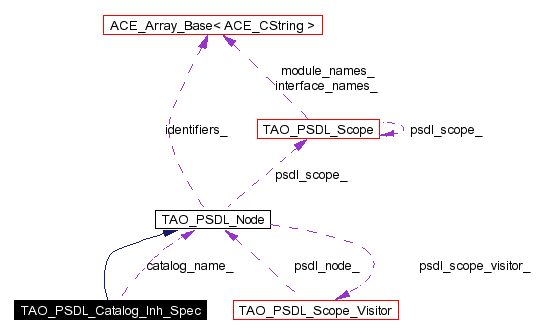 ACE_Array_Base< ACE_CString >
module_names_
interface_names_
identifiers_
TAO_PSDL_Scope
psdl_scope_
psdl_scope_
TAO_PSDL_Node
catalog_name_
psdl_node_
psdl_scope_visitor_
TAO_PSDL_Catalog_Inh_Spec
TAO_PSDL_Scope_Visitor